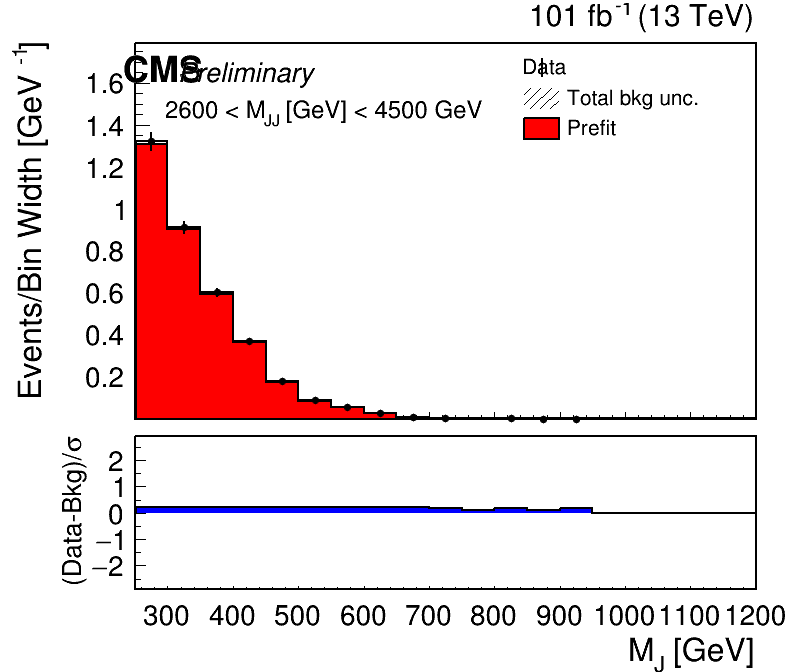 101 fb-1 (13 TeV)
CMS Preliminary
2600 < MJJ [GeV] < 4500 GeV
Data
Total bkg unc.
Prefit
Events/Bin Width [GeV-1]
1.6
1.4
1.2
1
0.8
0.6
0.4
0.2
(Data-Bkg)/σ
2
1
0
−1
−2
300 400 500 600 700 800 900 1000 1100 1200
MJ [GeV]